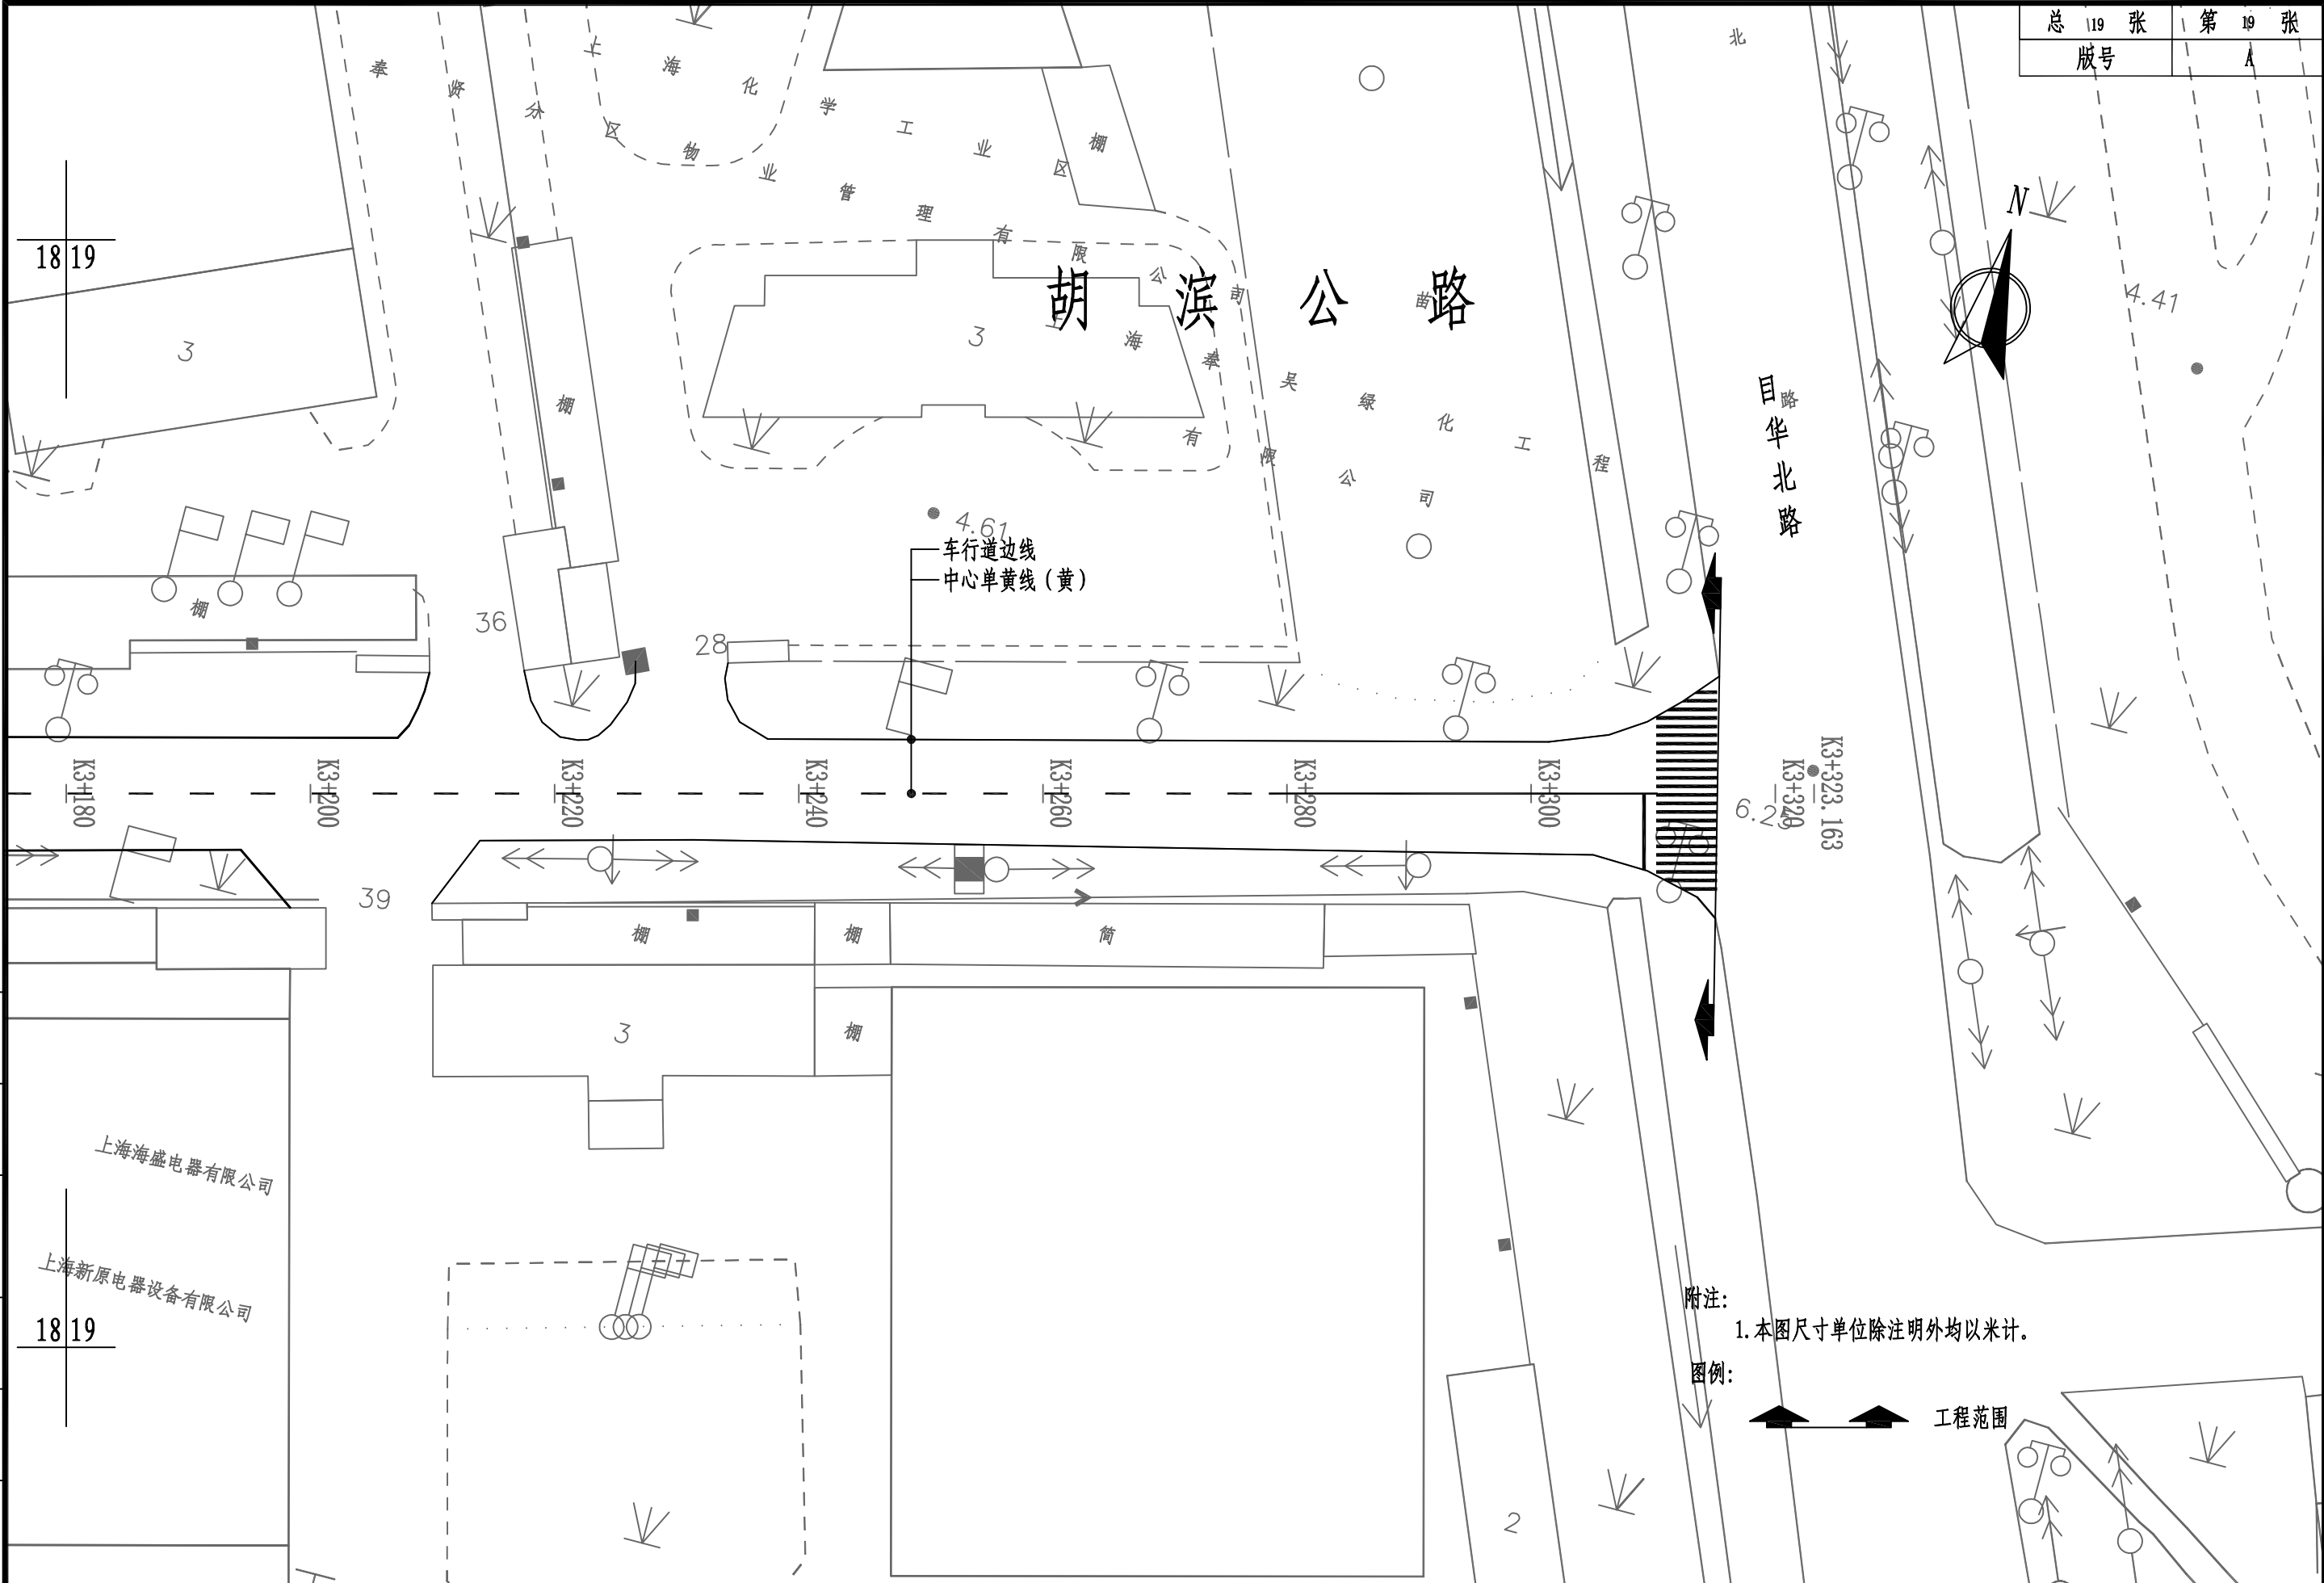 总 19 张 第 19 张
版号 A
北
奉贤分区物业管理有限公司
上海化学工业区
棚
N
18 19
4.41
胡滨公路
3
3
上海奉吴绿化工程
苗
有限公司
路
目华北路
棚
4.61
车行道边线
中心单黄线（黄）
棚
36
28
K3+180
K3+200
K3+220
K3+240
K3+260
K3+280
K3+300
K3+320
K3+323.163
6.25
39
棚
棚
简
3
棚
上海海盛电器有限公司
上海新原电器设备有限公司
18 19
附注:
1.本图尺寸单位除注明外均以米计。
图例:
工程范围
2